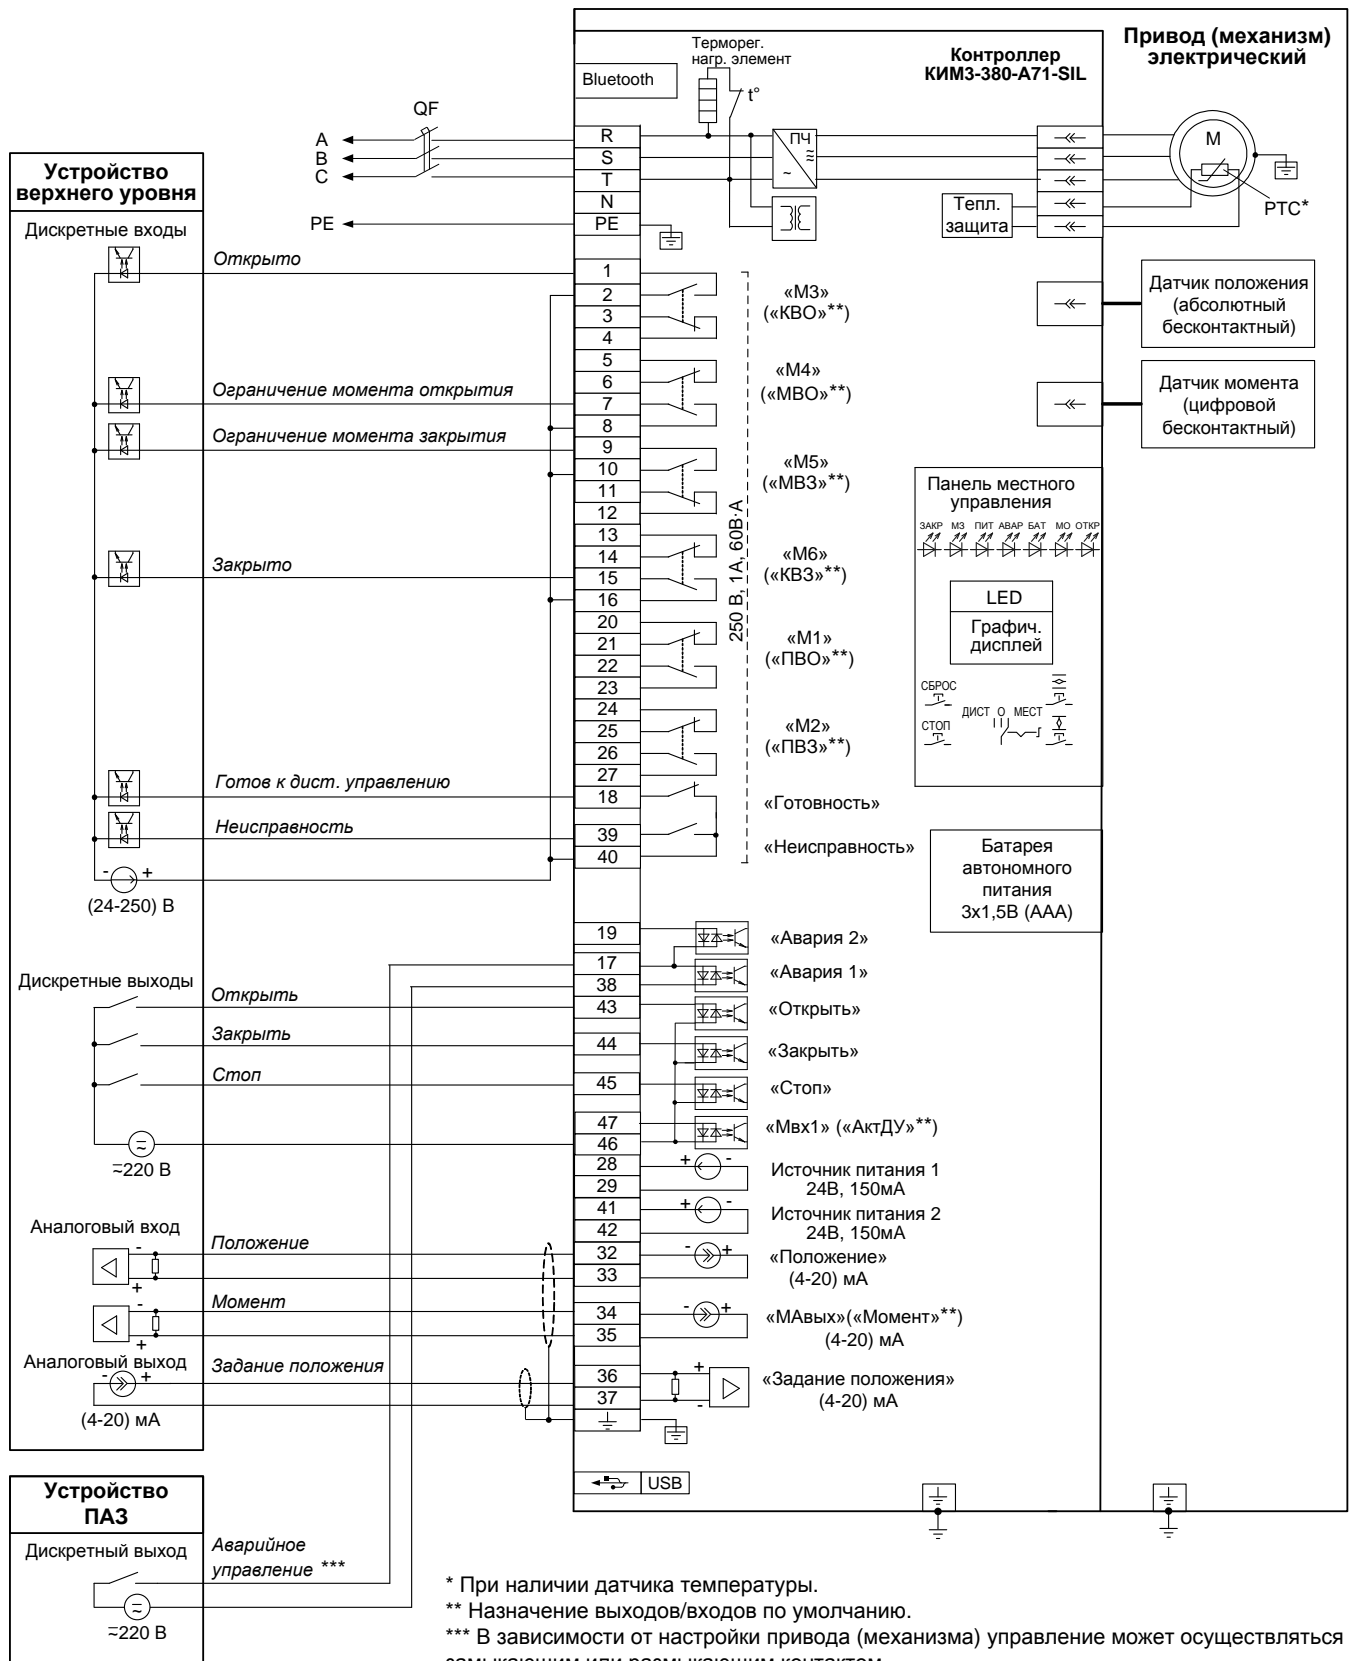 Привод (механизм)
электрический
Контроллер
КИМ3-380-А71-SIL
Терморег.
нагр. элемент
Bluetooth
t°
QF
A
B
C
PE
R
S
T
N
PE
ПЧ
≈
~
M
PTC*
Тепл.
защита
Устройство
верхнего уровня
Дискретные входы
Открыто
Ограничение момента открытия
Ограничение момента закрытия
Закрыто
Готов к дист. управлению
Неисправность
- +
(24-250) В
1
2
3
4
5
6
7
8
9
10
11
12
13
14
15
16
20
21
22
23
24
25
26
27
18
39
40
«М3»
(«КВО»**)
«М4»
(«МВО»**)
«М5»
(«МВЗ»**)
«М6»
(«КВЗ»**)
«М1»
(«ПВО»**)
«М2»
(«ПВЗ»**)
«Готовность»
«Неисправность»
250 В, 1А, 60В·А
Датчик положения
(абсолютный
бесконтактный)
Датчик момента
(цифровой
бесконтактный)
Панель местного
управления
ЗАКР МЗ ПИТ АВАР БАТ МО ОТКР
LED
Графич.
дисплей
СБРОС
СТОП
ДИСТ О МЕСТ
Батарея
автономного
питания
3х1,5В (ААА)
Дискретные выходы
Открыть
Закрыть
Стоп
≂220 В
19
17
38
43
44
45
47
46
28
29
41
42
32
33
34
35
36
37
«Авария 2»
«Авария 1»
«Открыть»
«Закрыть»
«Стоп»
«Мвх1» («АктДУ»**)
+ -
Источник питания 1
24В, 150мА
+ -
Источник питания 2
24В, 150мА
- +
«Положение»
(4-20) мА
- +
«МАвых»(«Момент»**)
(4-20) мА
+
-
«Задание положения»
(4-20) мА
Аналоговый вход
-
+
Положение
-
+
Момент
Аналоговый выход
- +
Задание положения
(4-20) мА
USB
Устройство
ПАЗ
Дискретный выход
≂220 В
Аварийное
управление ***
* При наличии датчика температуры.
** Назначение выходов/входов по умолчанию.
*** В зависимости от настройки привода (механизма) управление может осуществляться
замыкающим или размыкающим контактом